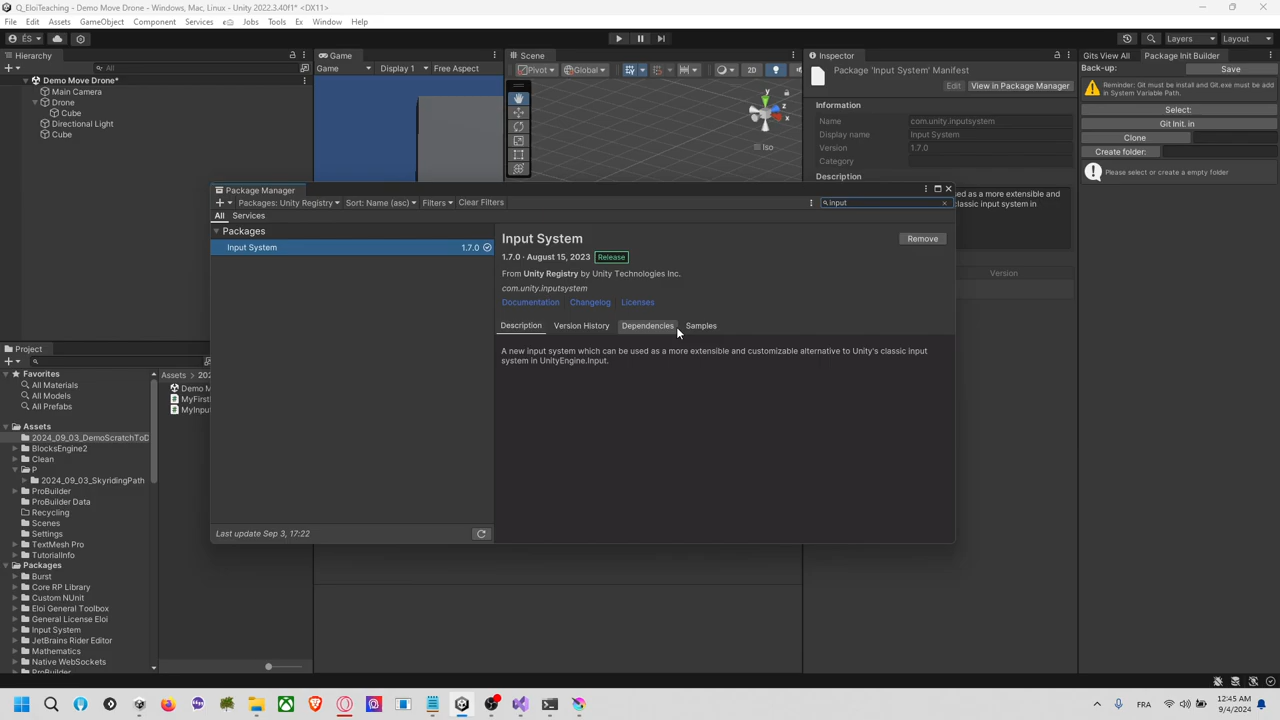 Q_EloiTeaching - Demo Move Drone - Windows, Mac, Linux - Unity 2022.3.40f1* <DX11>
File Edit Assets GameObject Component Services Jobs Tools Ex Window Help
ÉS Layers Layout
Hierarchy
All
Demo Move Drone*
Main Camera
Drone
Cube
Directional Light
Cube
Game
Game Display 1 Free Aspect
Scene
Pivot Global 2D
y
z
x
Iso
Inspector
Package 'Input System' Manifest
Edit View in Package Manager
Information
Name com.unity.inputsystem
Display name Input System
Version 1.7.0
Category
Description
ed as a more extensible and
classic input system in
Version
Gits View All Package Init Builder
Back-up: Save
Reminder: Git must be install and Git.exe must be add in System Variable Path.
Select:
Git Init. in
Clone
Create folder:
Please select or create a empty folder
Package Manager
Packages: Unity Registry Sort: Name (asc) Filters Clear Filters input
All Services
Packages
Input System 1.7.0
Last update Sep 3, 17:22
Input System
Remove
1.7.0 · August 15, 2023 Release
From Unity Registry by Unity Technologies Inc.
com.unity.inputsystem
Documentation Changelog Licenses
Description Version History Dependencies Samples
A new input system which can be used as a more extensible and customizable alternative to Unity's classic input
system in UnityEngine.Input.
Project
Favorites
All Materials
All Models
All Prefabs
Assets
2024_09_03_DemoScratchToD
BlocksEngine2
Clean
P
2024_09_03_SkyridingPath
ProBuilder
ProBuilder Data
Recycling
Scenes
Settings
TextMesh Pro
TutorialInfo
Packages
Burst
Core RP Library
Custom NUnit
Eloi General Toolbox
General License Eloi
Input System
JetBrains Rider Editor
Mathematics
Native WebSockets
ProBuilder
Assets 202
Demo M
MyFirst
MyInput
FRA
12:45 AM
9/4/2024